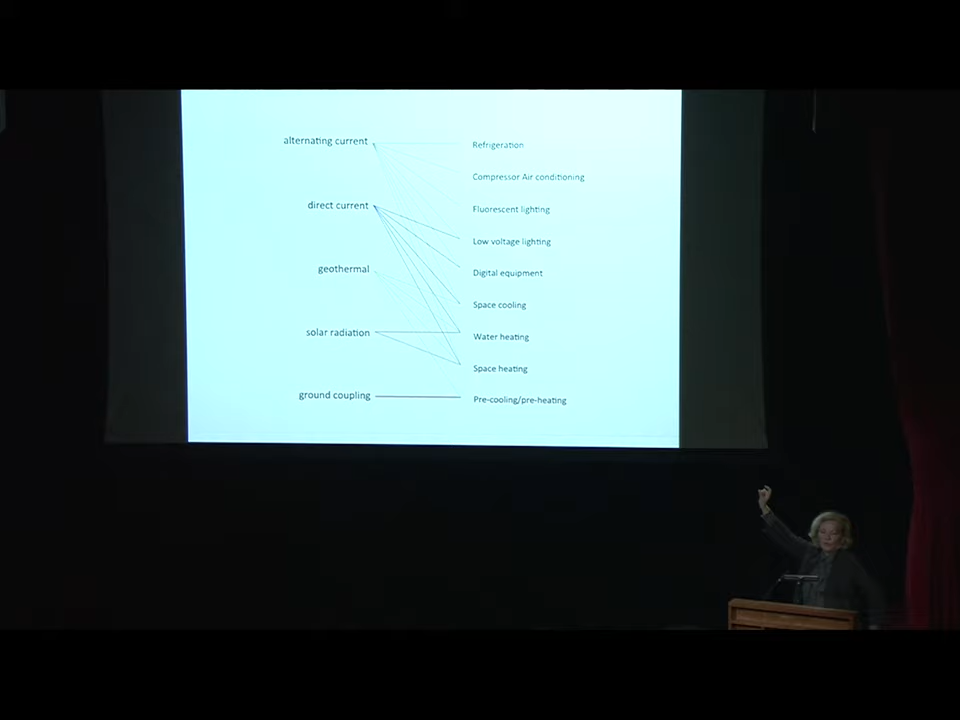 alternating current
direct current
geothermal
solar radiation
ground coupling
Refrigeration
Compressor Air conditioning
Fluorescent lighting
Low voltage lighting
Digital equipment
Space cooling
Water heating
Space heating
Pre-cooling/pre-heating